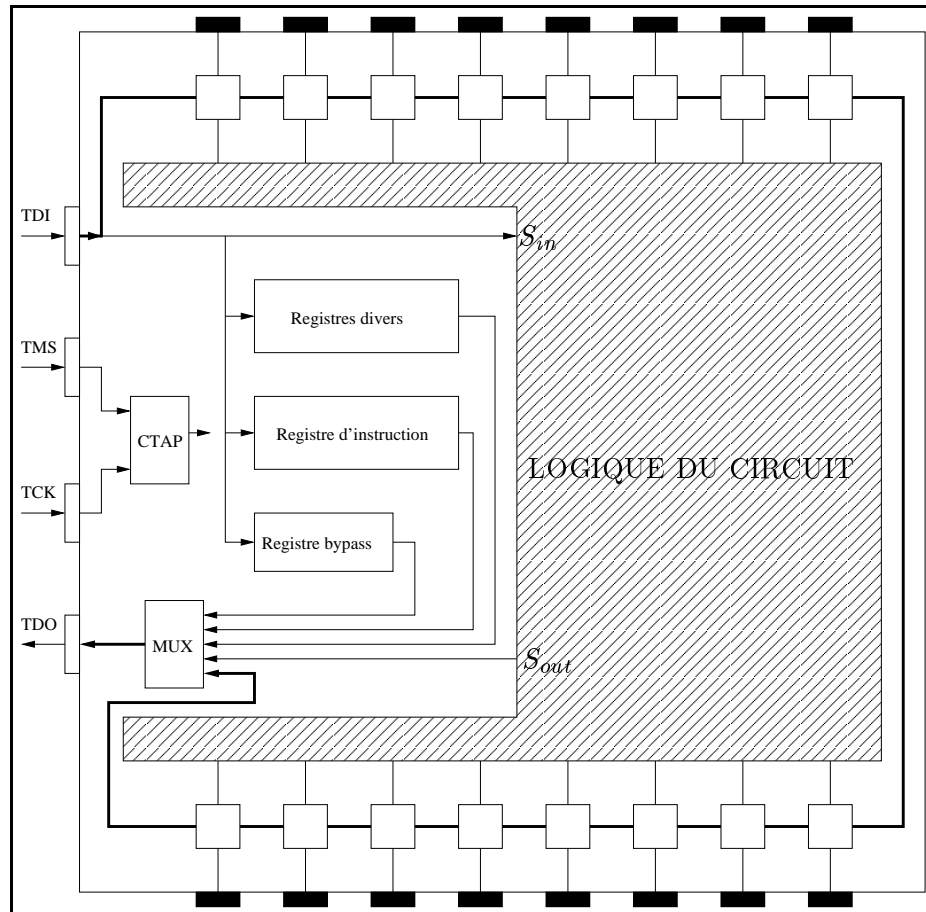 TDI
S_in
Registres divers
TMS
CTAP
Registre d'instruction
LOGIQUE DU CIRCUIT
TCK
Registre bypass
TDO
MUX
S_out